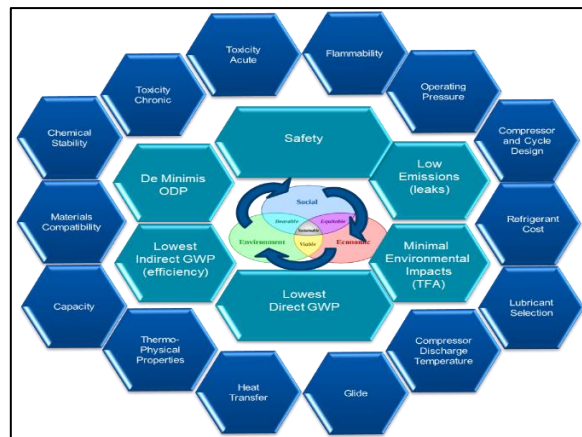 Toxicity
Acute
Flammability
Toxicity
Chronic
Operating
Pressure
Chemical
Stability
Safety
Compressor
and Cycle
Design
De Minimis
ODP
Low
Emissions
(leaks)
Social
Bearable
Equitable
Sustainable
Environment
Viable
Economic
Materials
Compatibility
Refrigerant
Cost
Lowest
Indirect GWP
(efficiency)
Minimal
Environmental
Impacts
(TFA)
Capacity
Lowest
Direct GWP
Lubricant
Selection
Thermo-
Physical
Properties
Compressor
Discharge
Temperature
Heat
Transfer
Glide